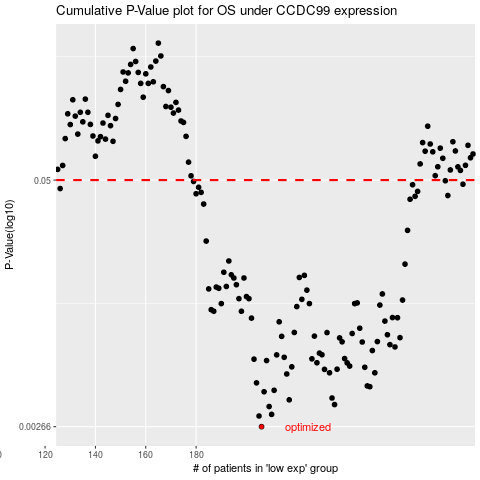 Cumulative P-Value plot for OS under CCDC99 expression
P-Value(log10)
0.05
0.00266
optimized
0 120 140 160 180
# of patients in 'low exp' group